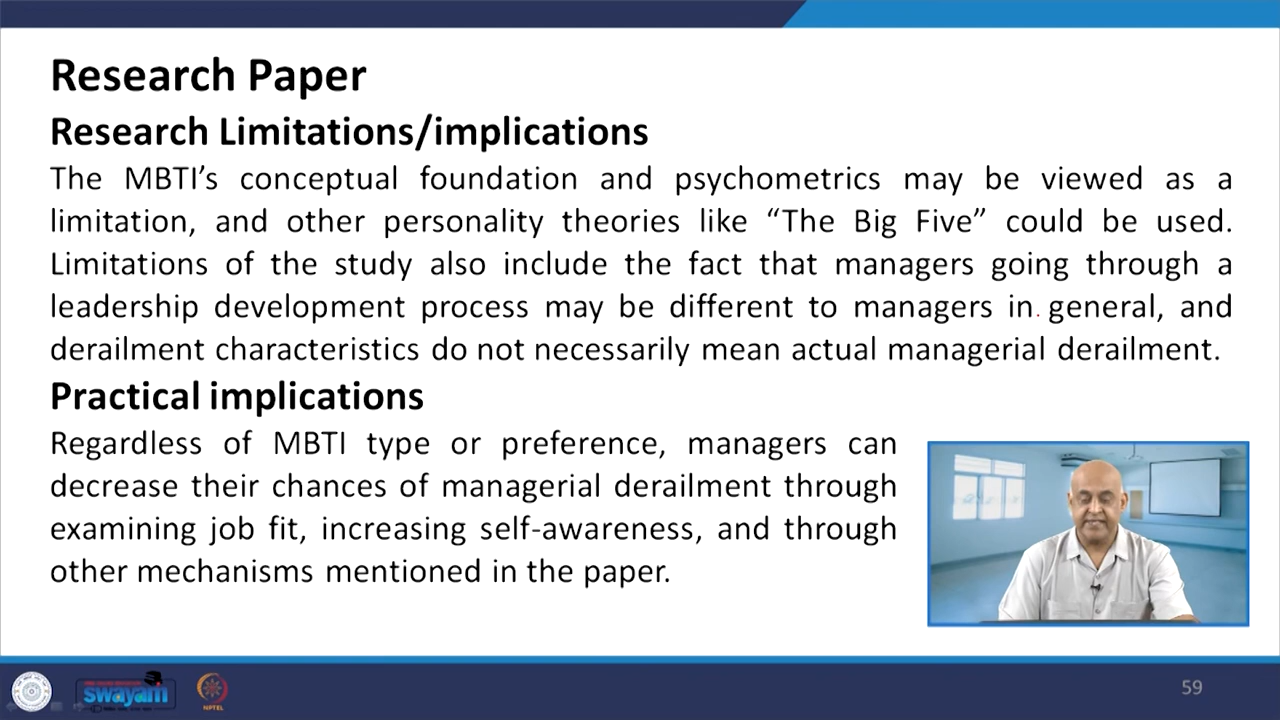 Research Paper
Research Limitations/implications
The MBTI’s conceptual foundation and psychometrics may be viewed as a
limitation, and other personality theories like “The Big Five” could be used.
Limitations of the study also include the fact that managers going through a
leadership development process may be different to managers in general, and
derailment characteristics do not necessarily mean actual managerial derailment.
Practical implications
Regardless of MBTI type or preference, managers can
decrease their chances of managerial derailment through
examining job fit, increasing self-awareness, and through
other mechanisms mentioned in the paper.
swayam
NPTEL
59